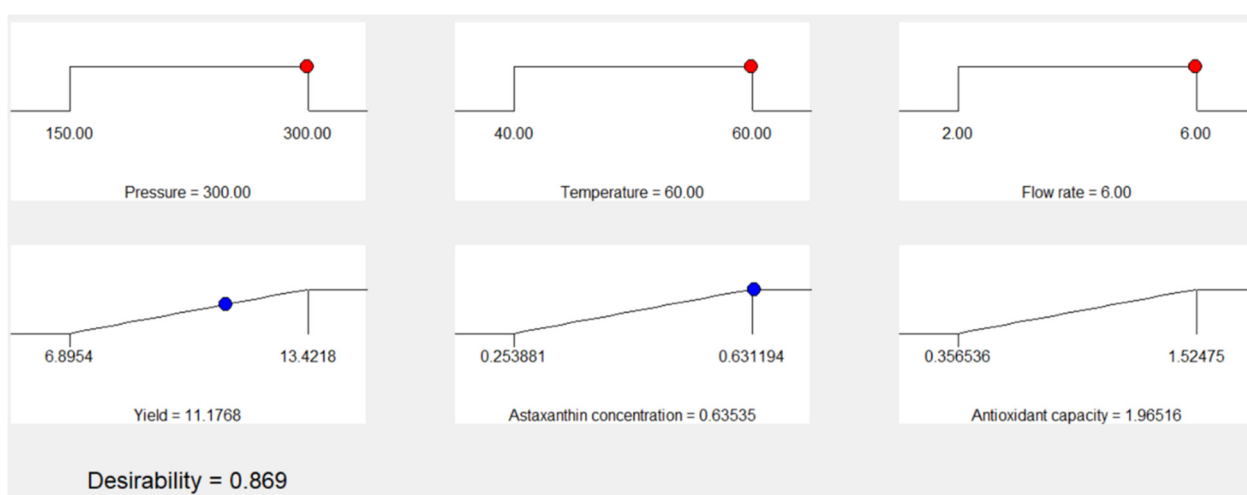 150.00 300.00
Pressure = 300.00
40.00 60.00
Temperature = 60.00
2.00 6.00
Flow rate = 6.00
6.8954 13.4218
Yield = 11.1768
0.253881 0.631194
Astaxanthin concentration = 0.63535
0.356536 1.52475
Antioxidant capacity = 1.96516
Desirability = 0.869